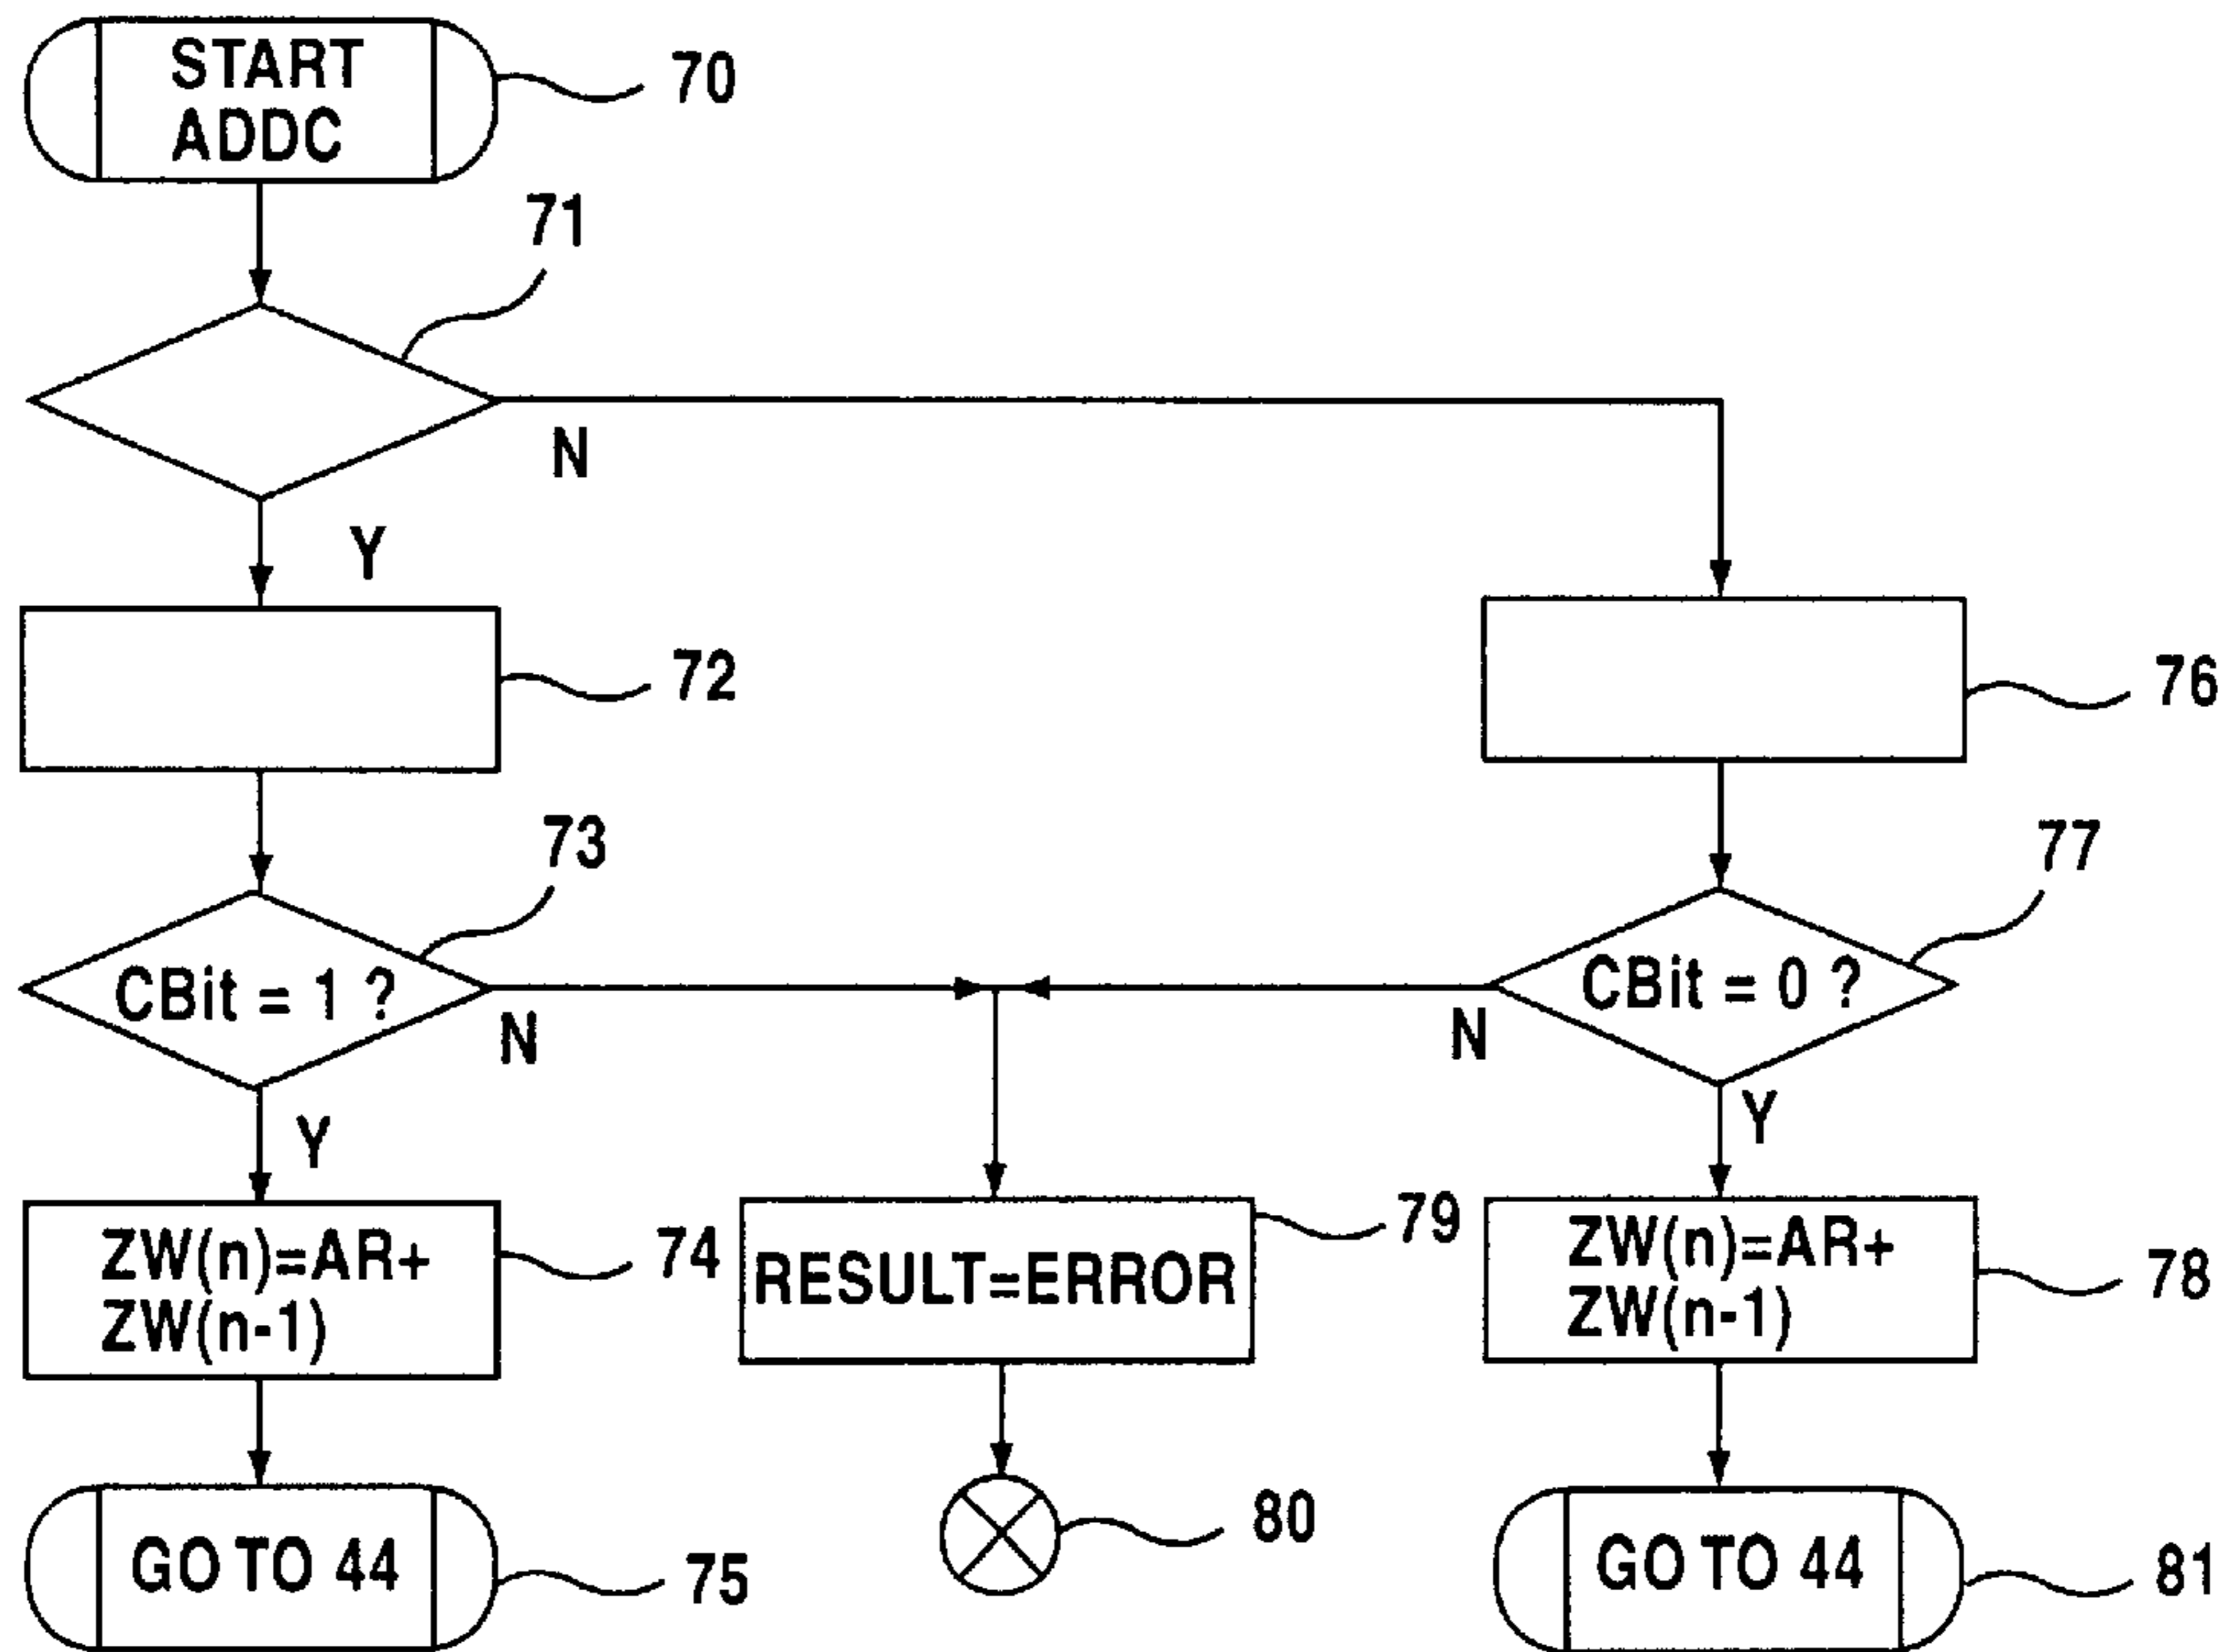 START
ADDC
70
71
N
Y
72
76
73
77
CBit = 1 ?
CBit = 0 ?
N
N
Y
Y
ZW(n)=AR+
ZW(n-1)
74
RESULT=ERROR
79
ZW(n)=AR+
ZW(n-1)
78
GO TO 44
75
80
GO TO 44
81